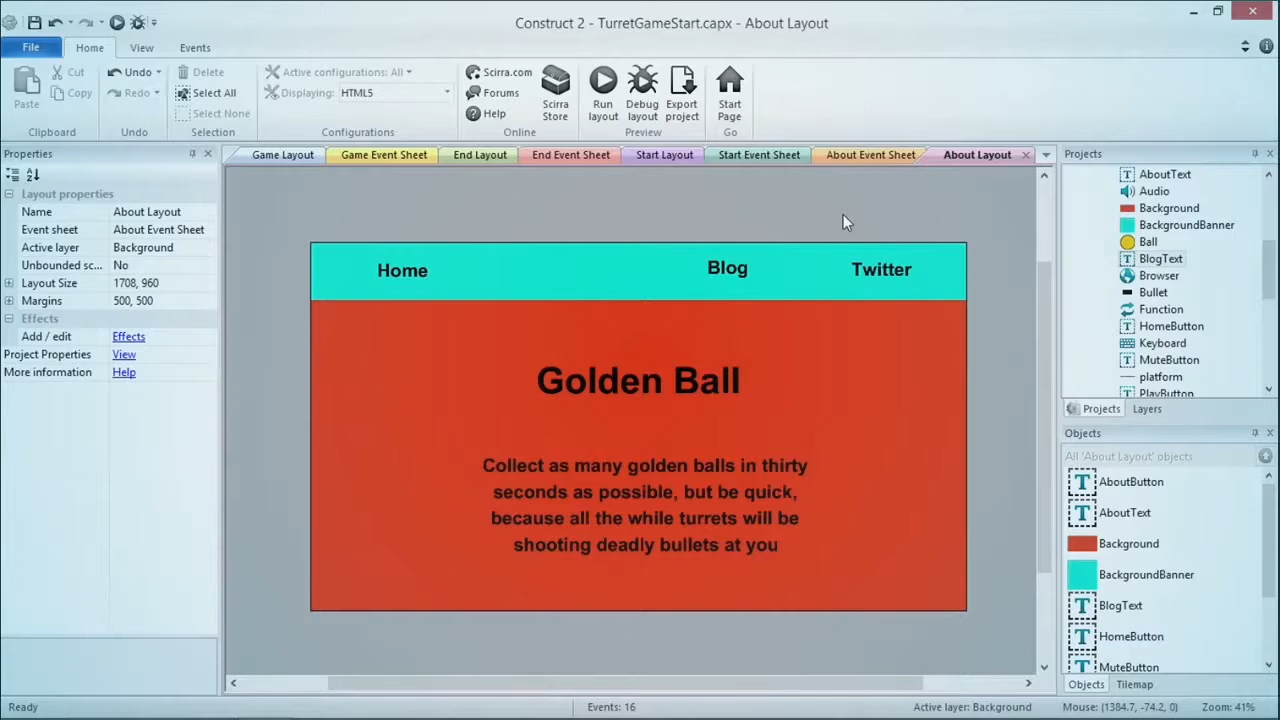 Construct 2 - TurretGameStart.capx - About Layout
File Home View Events
Paste Cut Copy Clipboard
Undo Redo Undo
Delete Select All Select None Selection
Active configurations: All
Displaying: HTML5
Configurations
Scirra.com Forums Help Scirra Store Online
Run layout Debug layout Export project Preview
Start Page Go
Properties
Game Layout Game Event Sheet End Layout End Event Sheet Start Layout Start Event Sheet About Event Sheet About Layout
Projects
Layout properties
Name About Layout
Event sheet About Event Sheet
Active layer Background
Unbounded sc... No
Layout Size 1708, 960
Margins 500, 500
Effects
Add / edit Effects
Project Properties View
More information Help
Home Blog Twitter
Golden Ball
Collect as many golden balls in thirty
seconds as possible, but be quick,
because all the while turrets will be
shooting deadly bullets at you
AboutText
Audio
Background
BackgroundBanner
Ball
BlogText
Browser
Bullet
Function
HomeButton
Keyboard
MuteButton
platform
PlayButton
Projects Layers
Objects
All 'About Layout' objects
AboutButton
AboutText
Background
BackgroundBanner
BlogText
HomeButton
MuteButton
Objects Tilemap
Ready Events: 16 Active layer: Background Mouse: (1384.7, -74.2, 0) Zoom: 41%